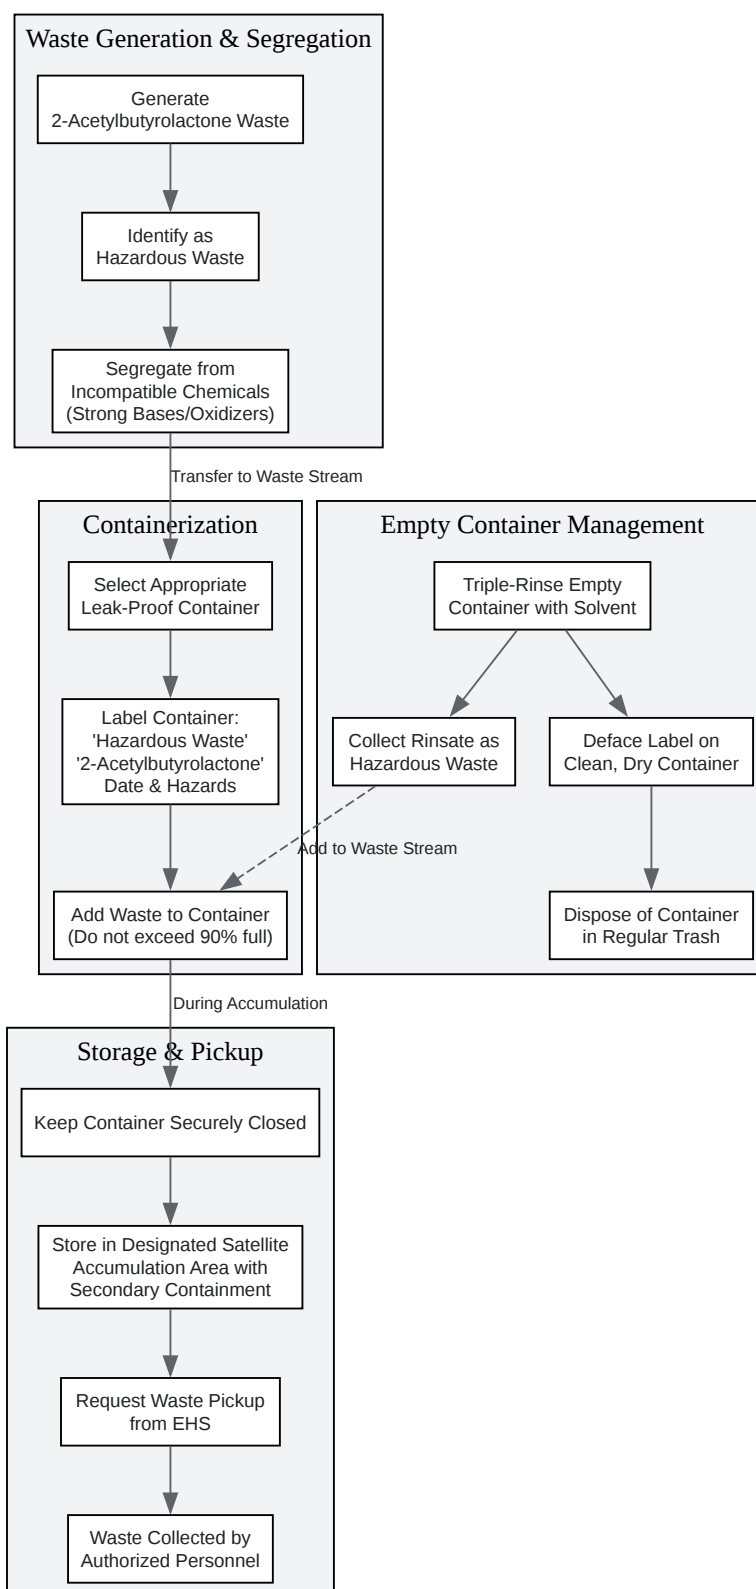 Waste Generation & Segregation
Generate
2-Acetylbutyrolactone Waste
Identify as
Hazardous Waste
Segregate from
Incompatible Chemicals
(Strong Bases/Oxidizers)
Transfer to Waste Stream
Containerization
Select Appropriate
Leak-Proof Container
Label Container:
'Hazardous Waste'
'2-Acetylbutyrolactone'
Date & Hazards
Add Waste to Container
(Do not exceed 90% full)
Empty Container Management
Triple-Rinse Empty
Container with Solvent
Collect Rinsate as
Hazardous Waste
Deface Label on
Clean, Dry Container
Add to Waste Stream
Dispose of Container
in Regular Trash
During Accumulation
Storage & Pickup
Keep Container Securely Closed
Store in Designated Satellite
Accumulation Area with
Secondary Containment
Request Waste Pickup
from EHS
Waste Collected by
Authorized Personnel